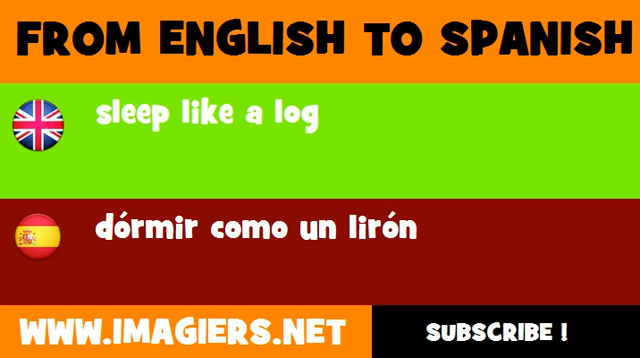 FROM ENGLISH TO SPANISH
sleep like a log
dórmir como un lirón
WWW.IMAGIERS.NET
SUBSCRIBE !